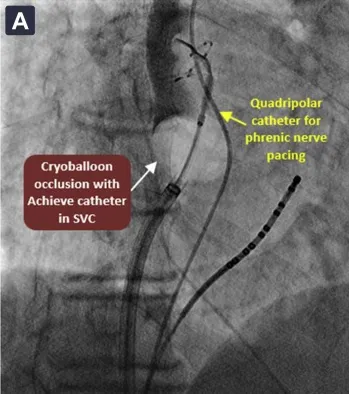 A
Quadripolar
catheter for
phrenic nerve
pacing
Cryoballoon
occlusion with
Achieve catheter
in SVC